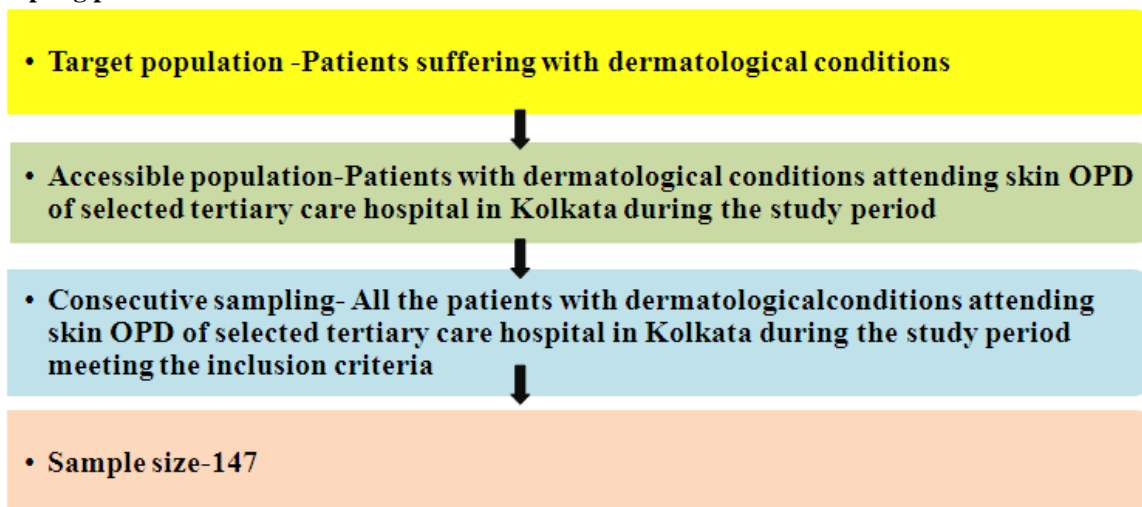 • Target population -Patients suffering with dermatological conditions
• Accessible population-Patients with dermatological conditions attending skin OPD
of selected tertiary care hospital in Kolkata during the study period
• Consecutive sampling- All the patients with dermatologicalconditions attending
skin OPD of selected tertiary care hospital in Kolkata during the study period
meeting the inclusion criteria
• Sample size-147